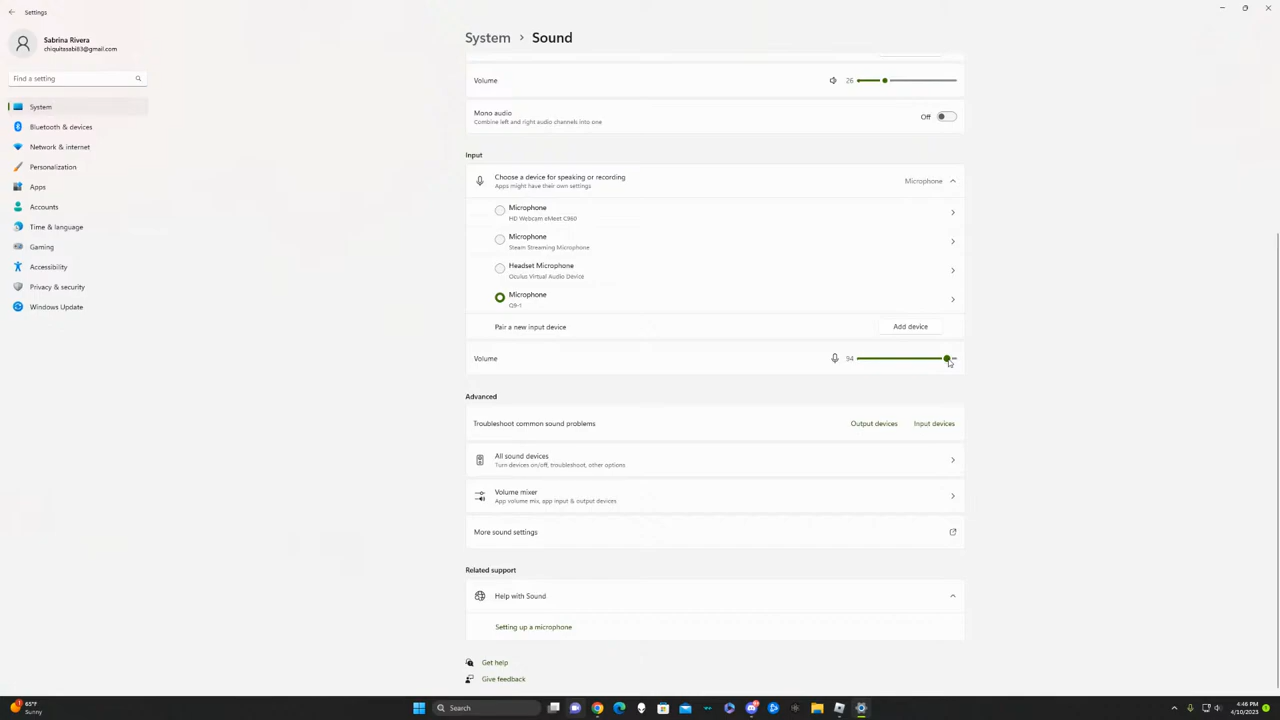 Settings
Sabrina Rivera
chiquitesabi83@gmail.com
Find a setting
System
Bluetooth & devices
Network & internet
Personalization
Apps
Accounts
Time & language
Gaming
Accessibility
Privacy & security
Windows Update
System > Sound
Volume 26
Mono audio
Combine left and right audio channels into one
Off
Input
Choose a device for speaking or recording
Apps might have their own settings
Microphone
Microphone
HD Webcam eMeet C960
Microphone
Steam Streaming Microphone
Headset Microphone
Oculus Virtual Audio Device
Microphone
Q9-1
Pair a new input device Add device
Volume 94
Advanced
Troubleshoot common sound problems Output devices Input devices
All sound devices
Turn devices on/off, troubleshoot, other options
Volume mixer
App volume mix, app input & output devices
More sound settings
Related support
Help with Sound
Setting up a microphone
Get help
Give feedback
65°F
Sunny
Search
4:46 PM
4/10/2023